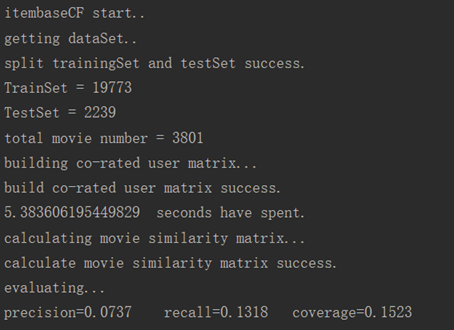 itembaseCF start..
getting dataSet..
split trainingSet and testSet success.
TrainSet = 19773
TestSet = 2239
total movie number = 3801
building co-rated user matrix...
build co-rated user matrix success.
5.383606195449829  seconds have spent.
calculating movie similarity matrix...
calculate movie similarity matrix success.
evaluating...
precision=0.0737    recall=0.1318   coverage=0.1523